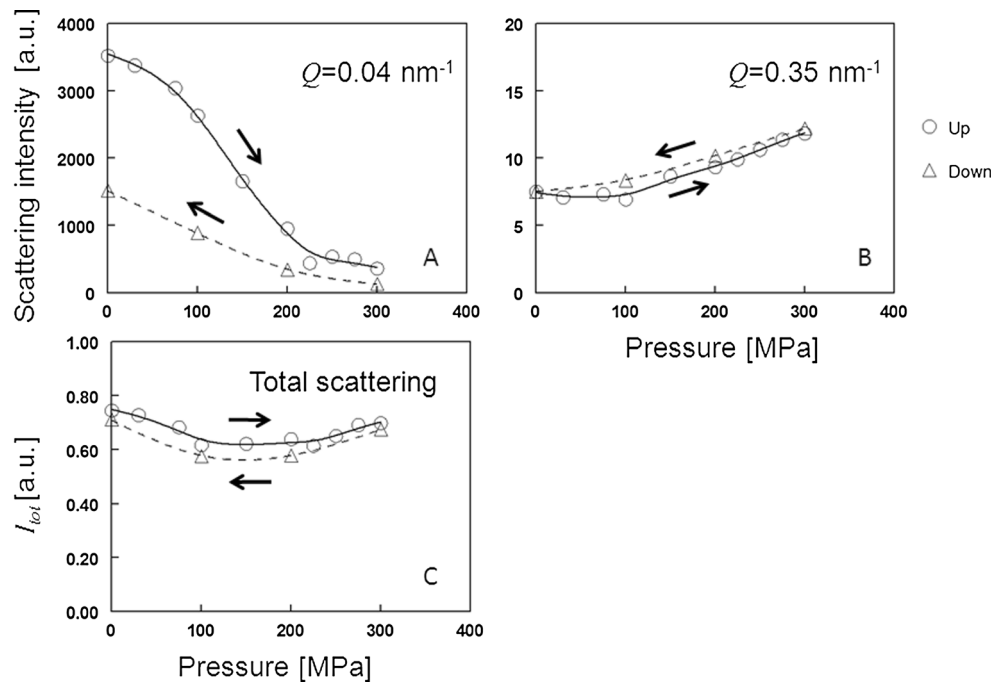 Scattering intensity [a.u.]
4000
3000
2000
1000
0
Q=0.04 nm-1
A
0 100 200 300 400
20
15
10
5
0
Q=0.35 nm-1
B
0 100 200 300 400
Pressure [MPa]
Up
Down
Itot [a.u.]
1.00
0.80
0.60
0.40
0.20
0.00
Total scattering
C
0 100 200 300 400
Pressure [MPa]